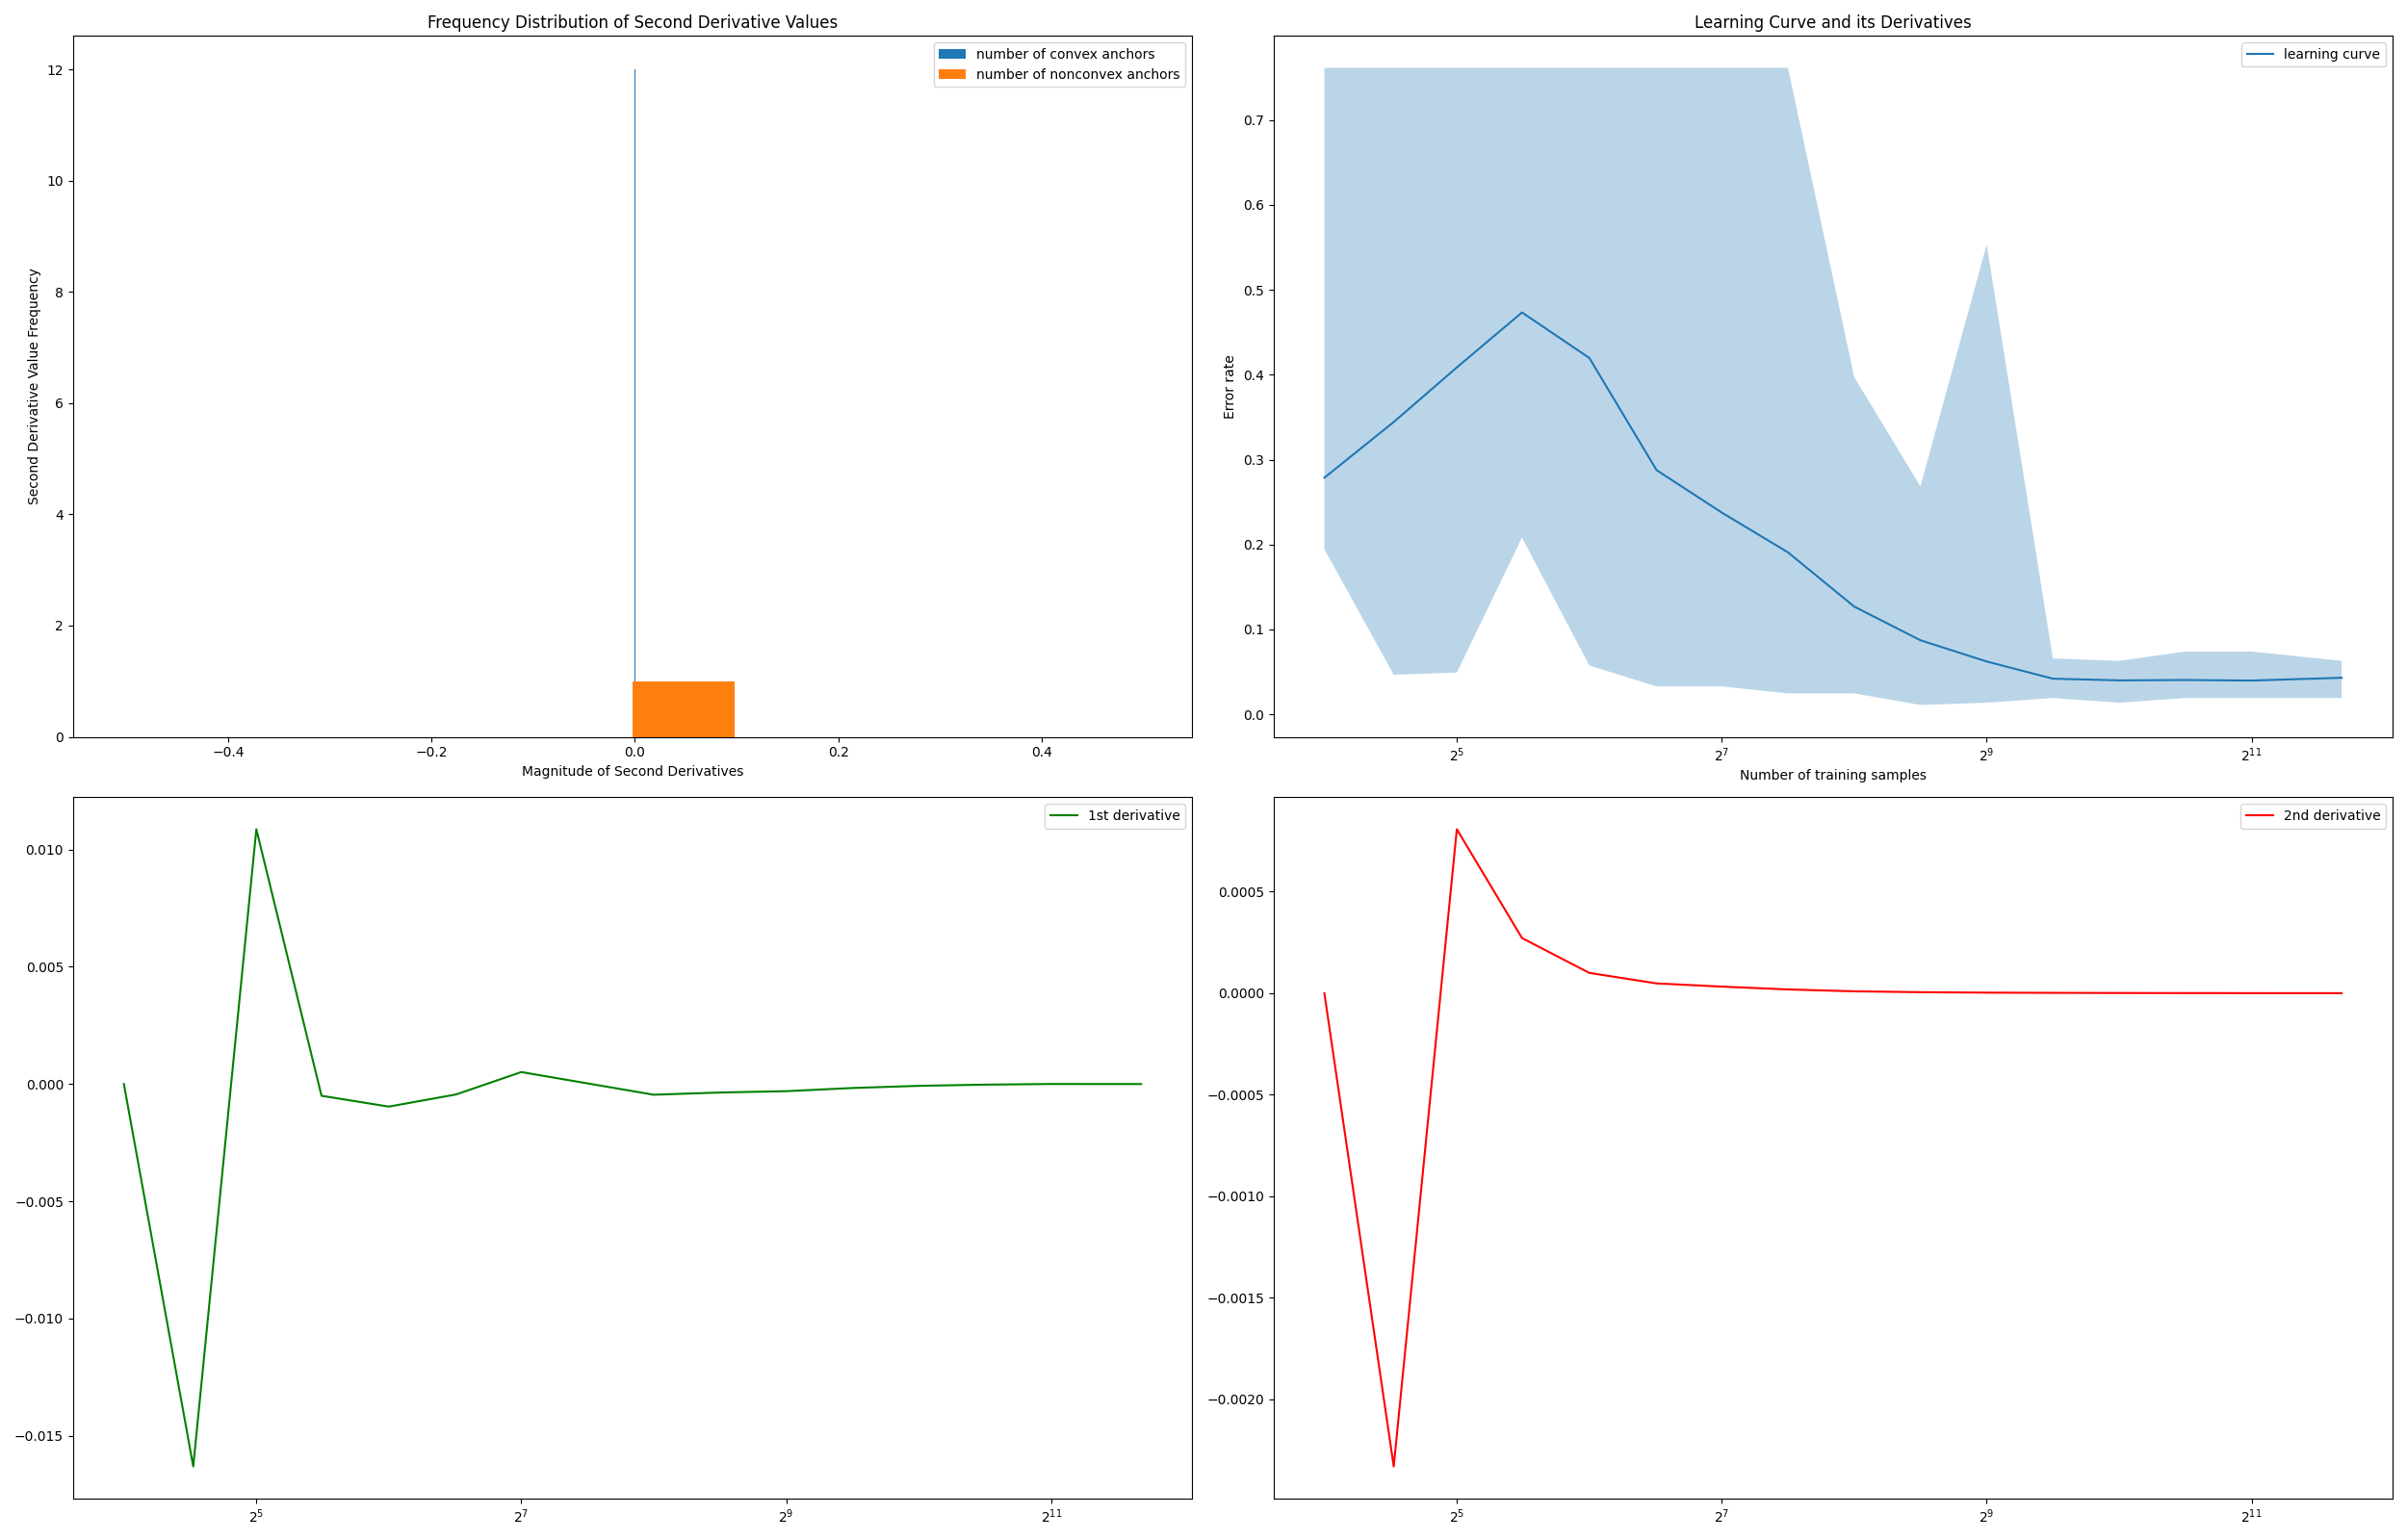 Frequency Distribution of Second Derivative Values
number of convex anchors
number of nonconvex anchors
Second Derivative Value Frequency
12
10
8
6
4
2
0
−0.4 −0.2 0.0 0.2 0.4
Magnitude of Second Derivatives
Learning Curve and its Derivatives
learning curve
Error rate
0.7
0.6
0.5
0.4
0.3
0.2
0.1
0.0
2^5 2^7 2^9 2^11
Number of training samples
1st derivative
0.010
0.005
0.000
−0.005
−0.010
−0.015
2^5 2^7 2^9 2^11
2nd derivative
0.0005
0.0000
−0.0005
−0.0010
−0.0015
−0.0020
2^5 2^7 2^9 2^11